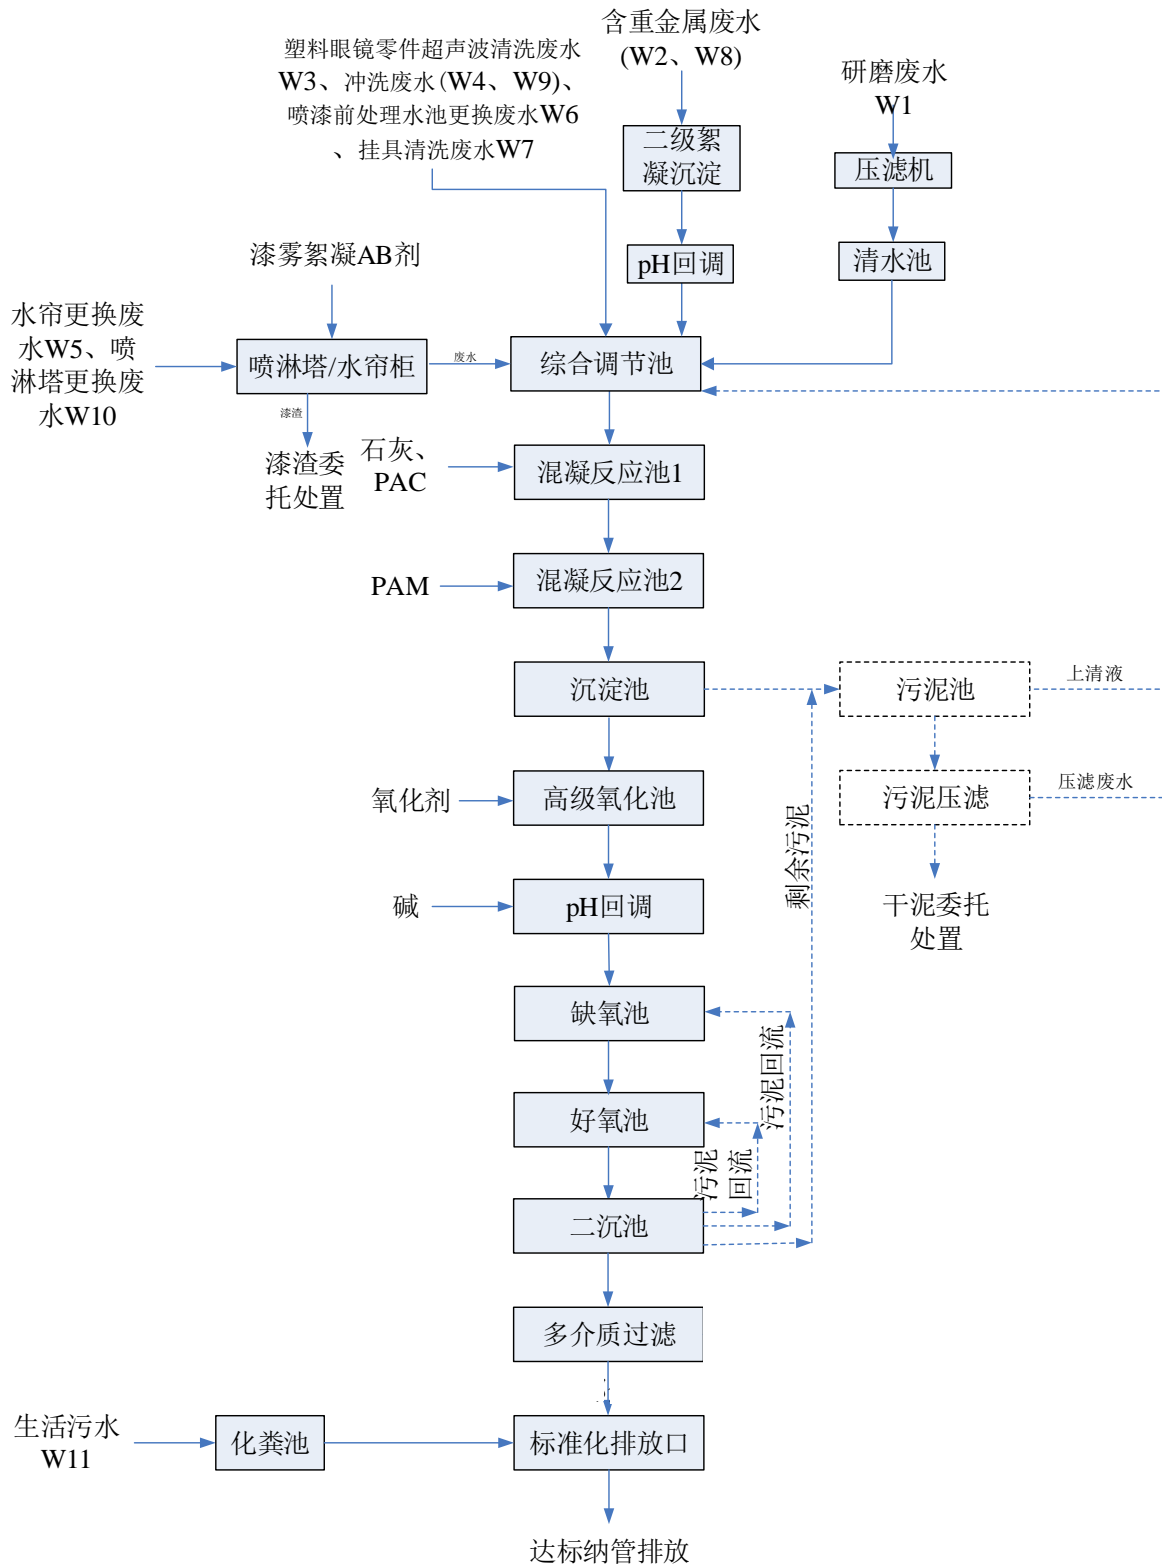 含重金属废水
(W2、W8)
塑料眼镜零件超声波清洗废水
W3、冲洗废水(W4、W9)、
喷漆前处理水池更换废水W6
、挂具清洗废水W7
研磨废水
W1
二级絮
凝沉淀
压滤机
pH回调
清水池
漆雾絮凝AB剂
水帘更换废
水W5、喷
淋塔更换废
水W10
喷淋塔/水帘柜
废水
综合调节池
漆渣
漆渣委
托处置
石灰、
PAC
混凝反应池1
PAM
混凝反应池2
沉淀池
污泥池
上清液
氧化剂
高级氧化池
污泥压滤
压滤废水
剩余污泥
碱
pH回调
干泥委托
处置
缺氧池
污泥回流
好氧池
污泥
回流
二沉池
多介质过滤
生活污水
W11
化粪池
标准化排放口
达标纳管排放